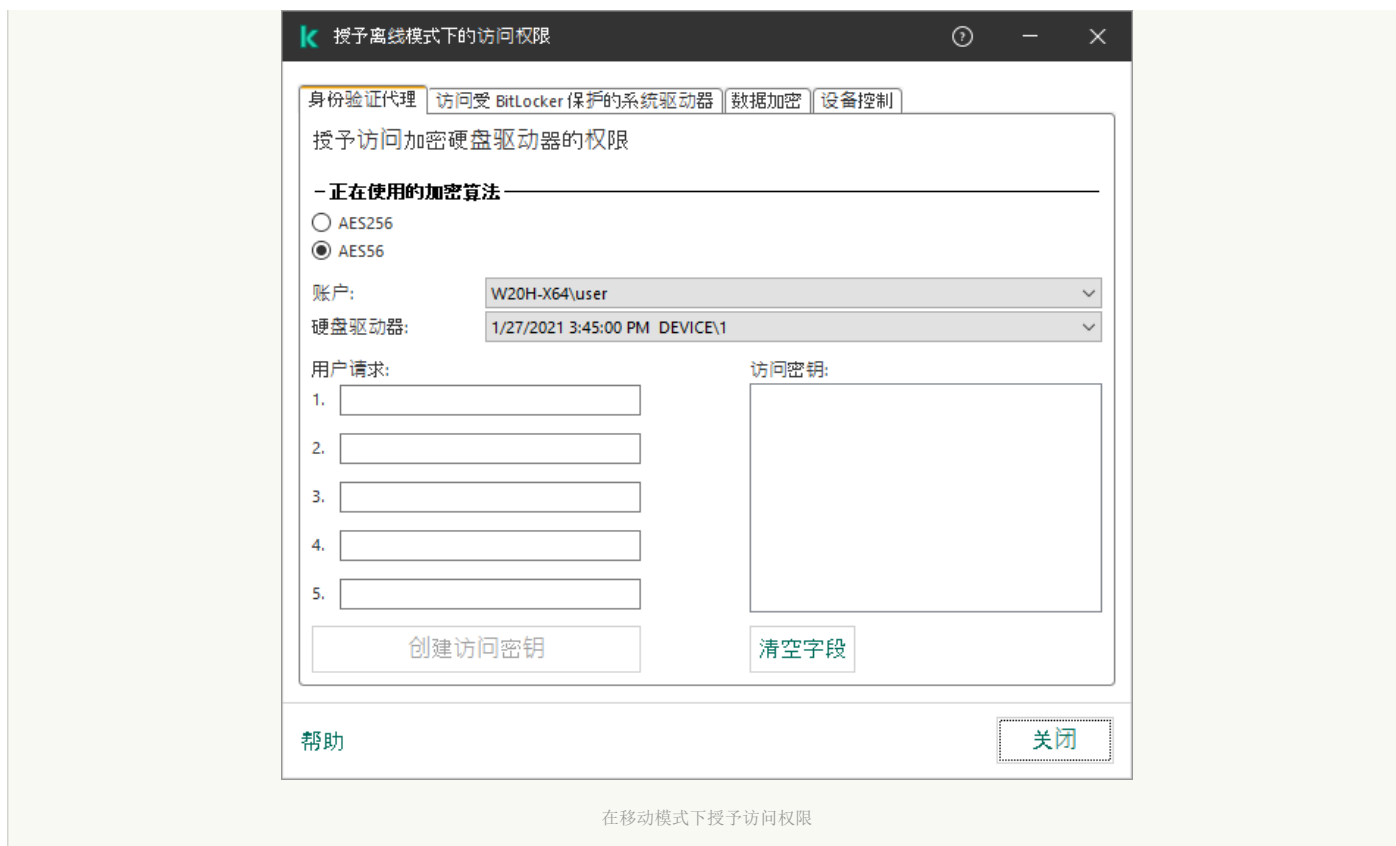 授予离线模式下的访问权限
身份验证代理 访问受 BitLocker 保护的系统驱动器 数据加密 设备控制
授予访问加密硬盘驱动器的权限
正在使用的加密算法
AES256
AES56
账户: W20H-X64\user
硬盘驱动器: 1/27/2021 3:45:00 PM DEVICE\1
用户请求: 访问密钥:
1.
2.
3.
4.
5.
创建访问密钥 清空字段
帮助 关闭
在移动模式下授予访问权限